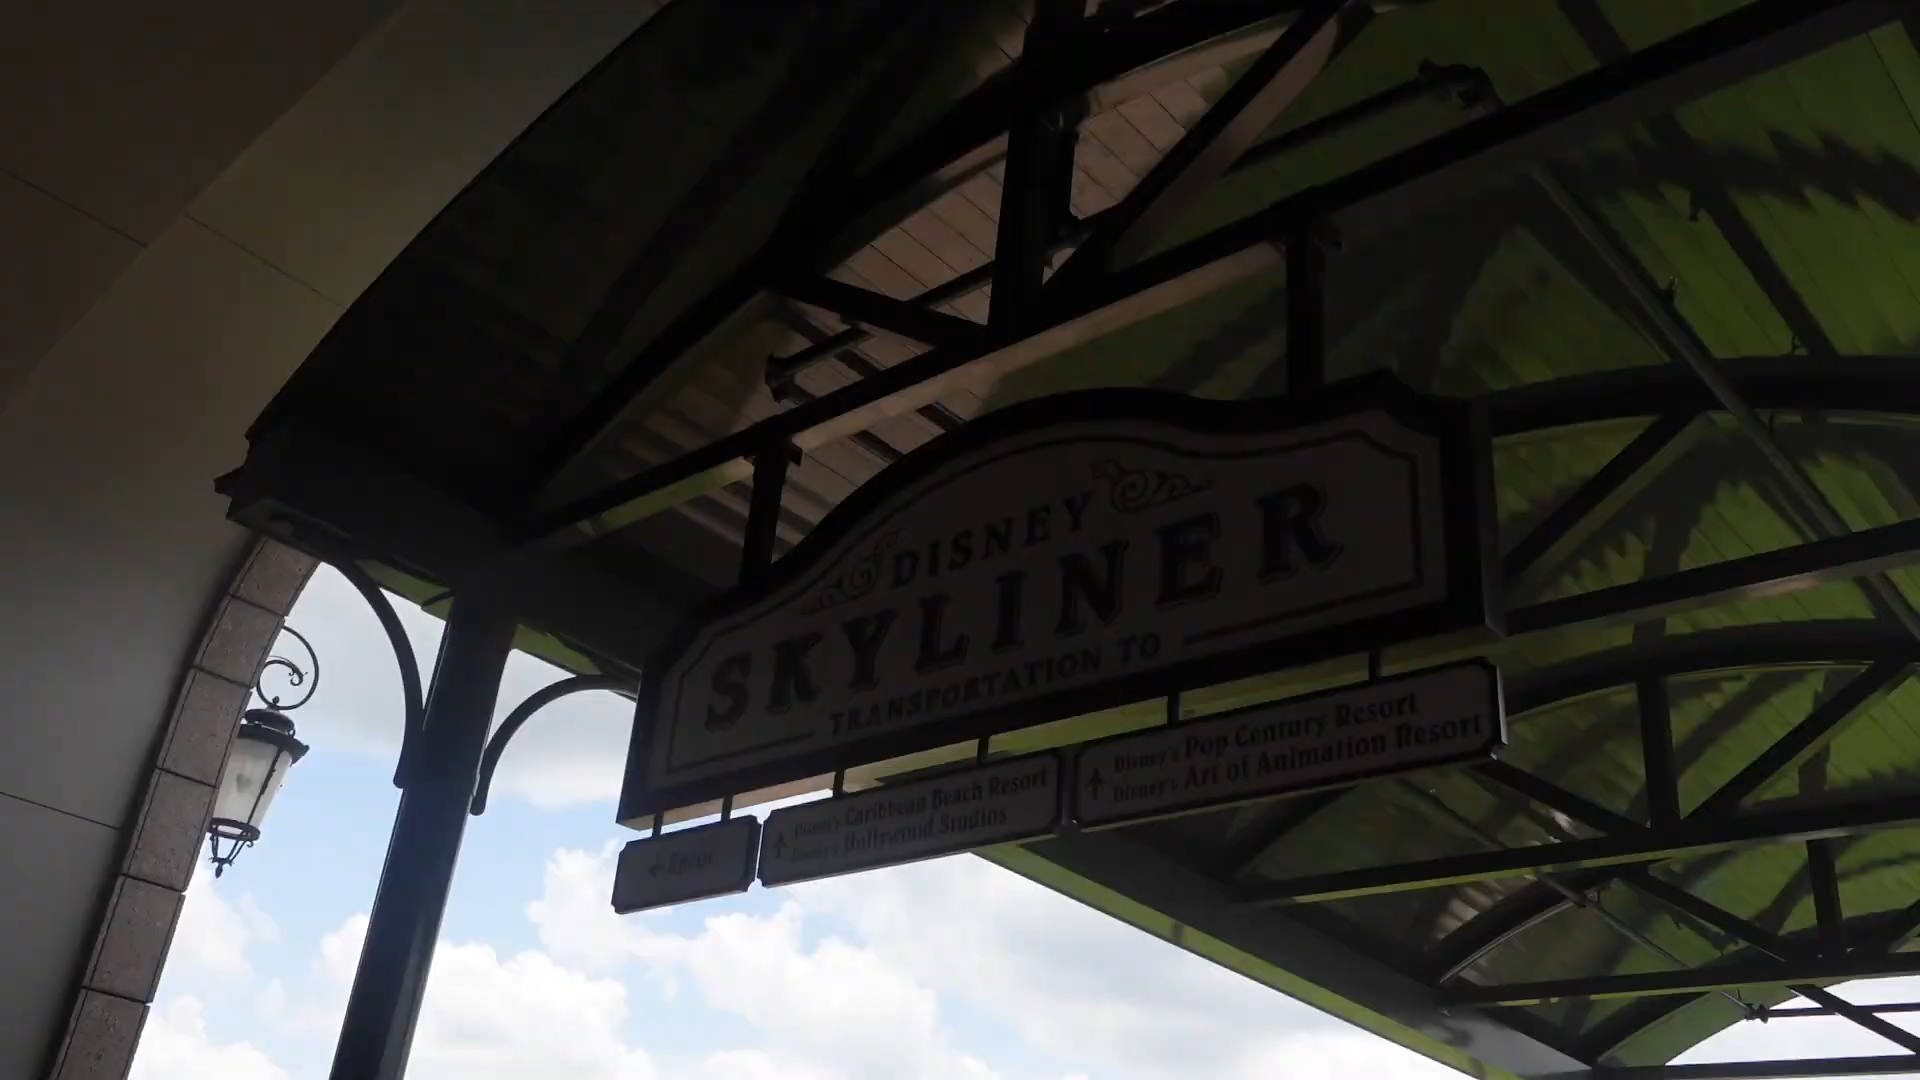 DISNEY
SKYLINER
TRANSPORTATION TO
← Epcot
↑ Disney's Caribbean Beach Resort
Disney's Hollywood Studios
↑ Disney's Pop Century Resort
Disney's Art of Animation Resort